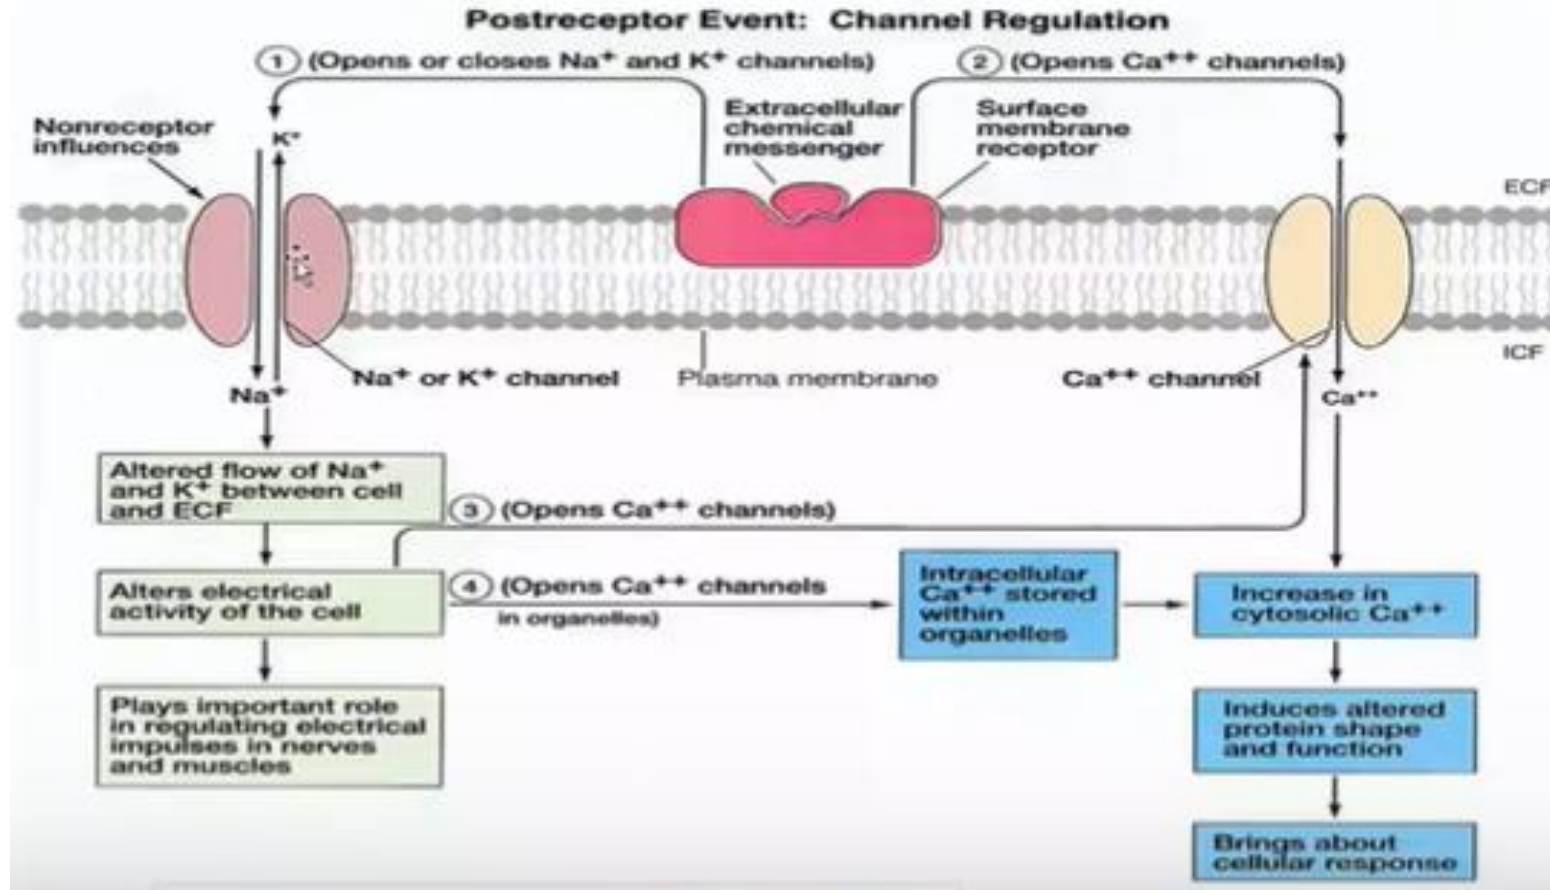 Postreceptor Event: Channel Regulation
1 (Opens or closes Na+ and K+ channels)
2 (Opens Ca++ channels)
Nonreceptor
influences
K+
Extracellular
chemical
messenger
Surface
membrane
receptor
ECF
ICF
Na+
Na+ or K+ channel
Plasma membrane
Ca++ channel
Ca++
Altered flow of Na+
and K+ between cell
and ECF
3 (Opens Ca++ channels)
Alters electrical
activity of the cell
4 (Opens Ca++ channels
in organelles)
Intracellular
Ca++ stored
within
organelles
Increase in
cytosolic Ca++
Plays important role
in regulating electrical
impulses in nerves
and muscles
Induces altered
protein shape
and function
Brings about
cellular response